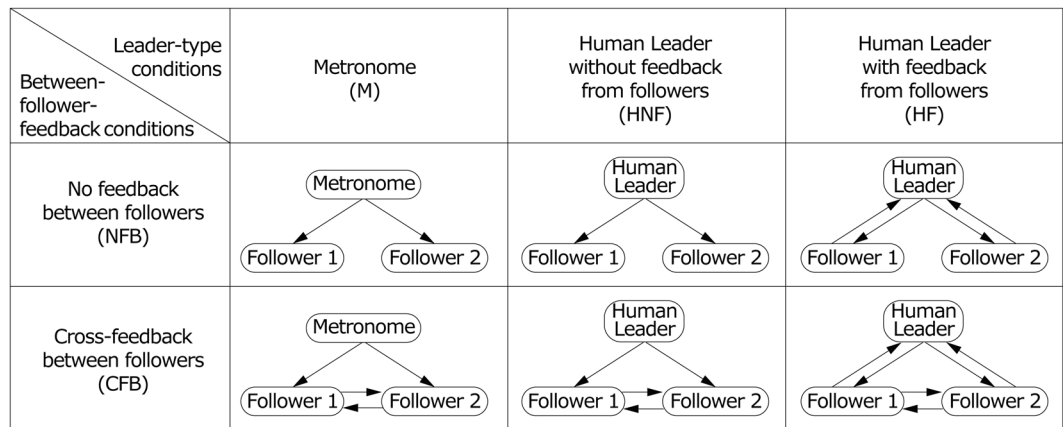 Leader-type
conditions
Between-
follower-
feedback conditions
Metronome
(M)
Human Leader
without feedback
from followers
(HNF)
Human Leader
with feedback
from followers
(HF)
No feedback
between followers
(NFB)
Metronome
Follower 1
Follower 2
Human
Leader
Follower 1
Follower 2
Human
Leader
Follower 1
Follower 2
Cross-feedback
between followers
(CFB)
Metronome
Follower 1
Follower 2
Human
Leader
Follower 1
Follower 2
Human
Leader
Follower 1
Follower 2